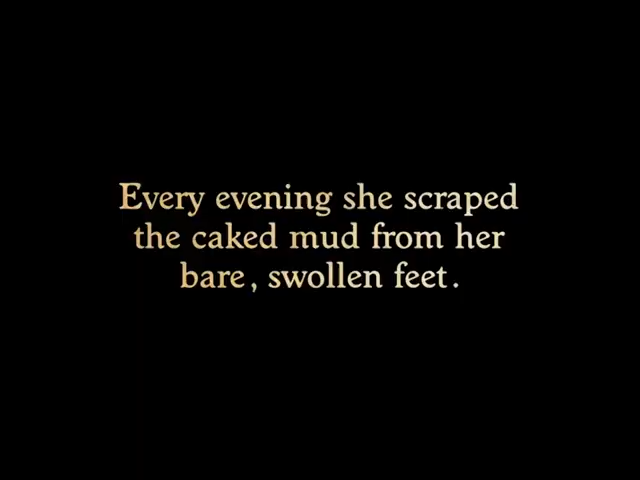 Every evening she scraped
the caked mud from her
bare, swollen feet.